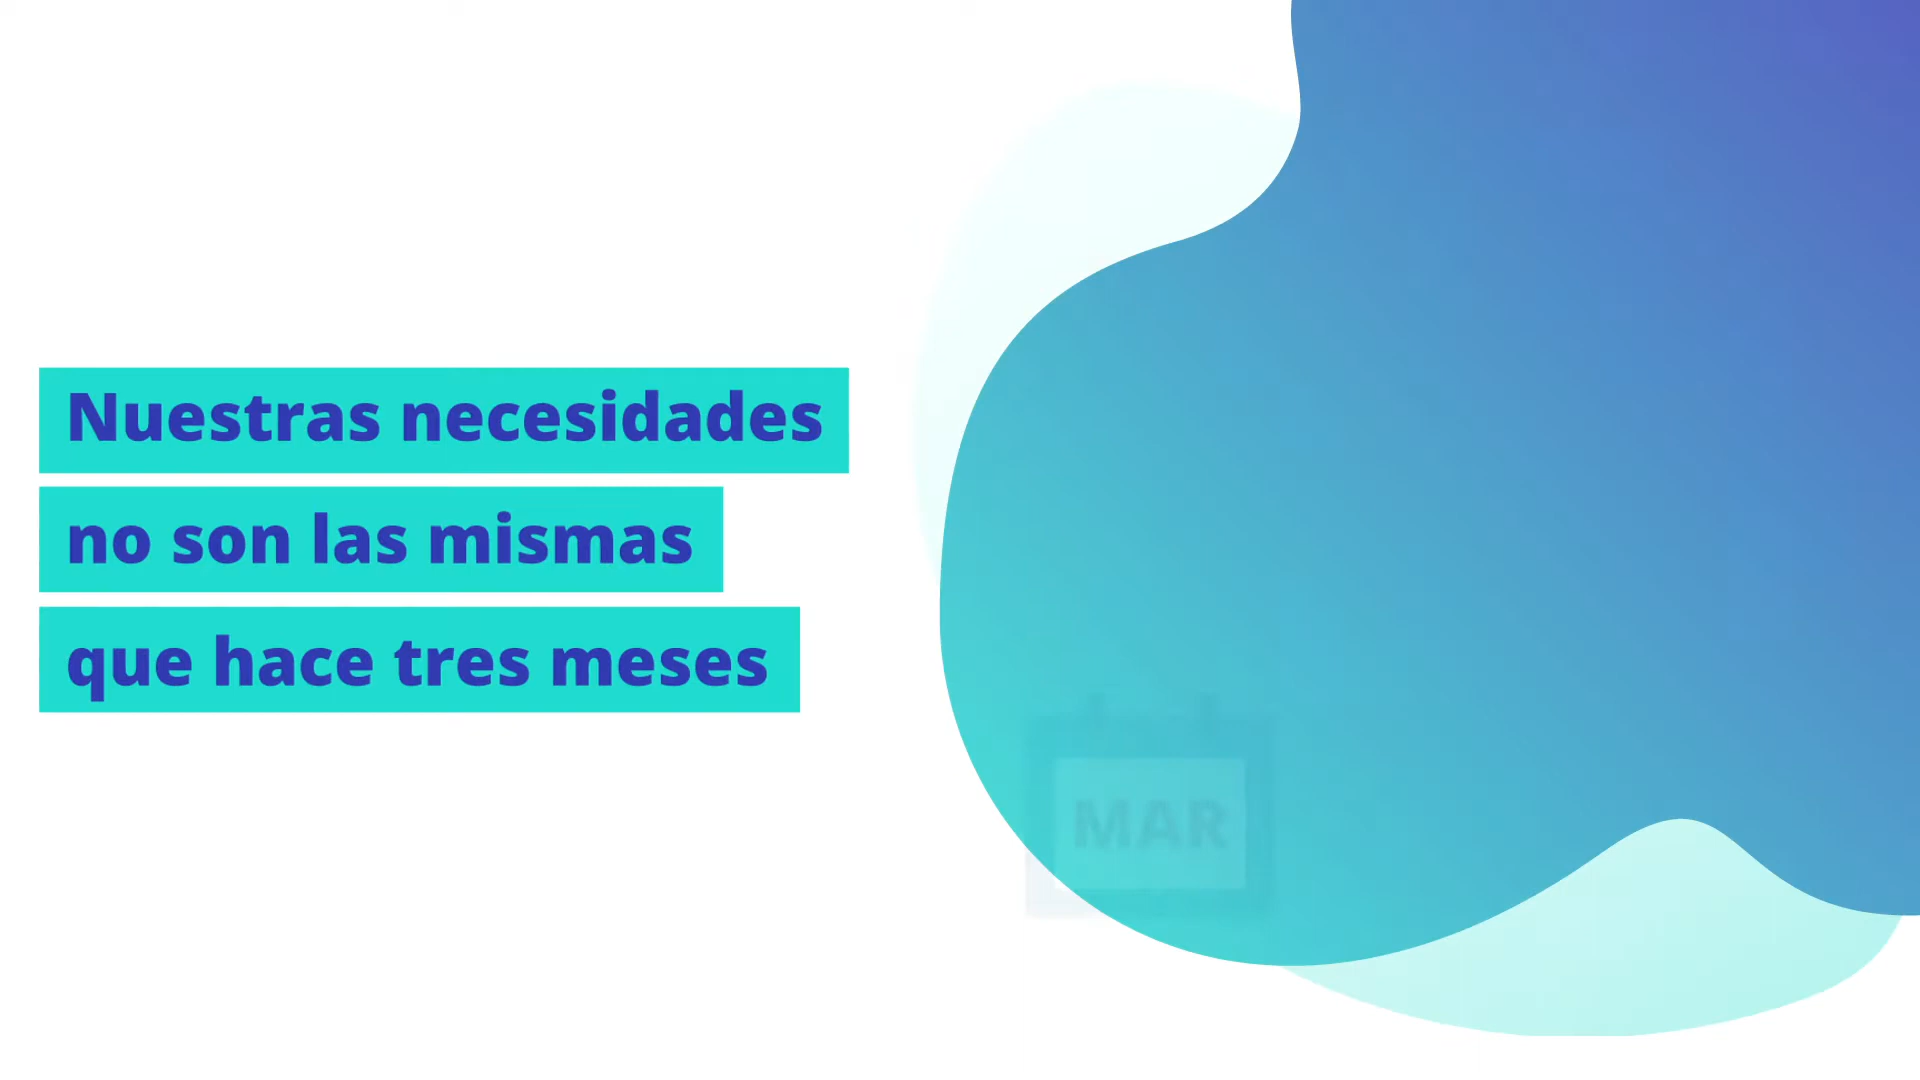 Nuestras necesidades
no son las mismas
que hace tres meses
MAR